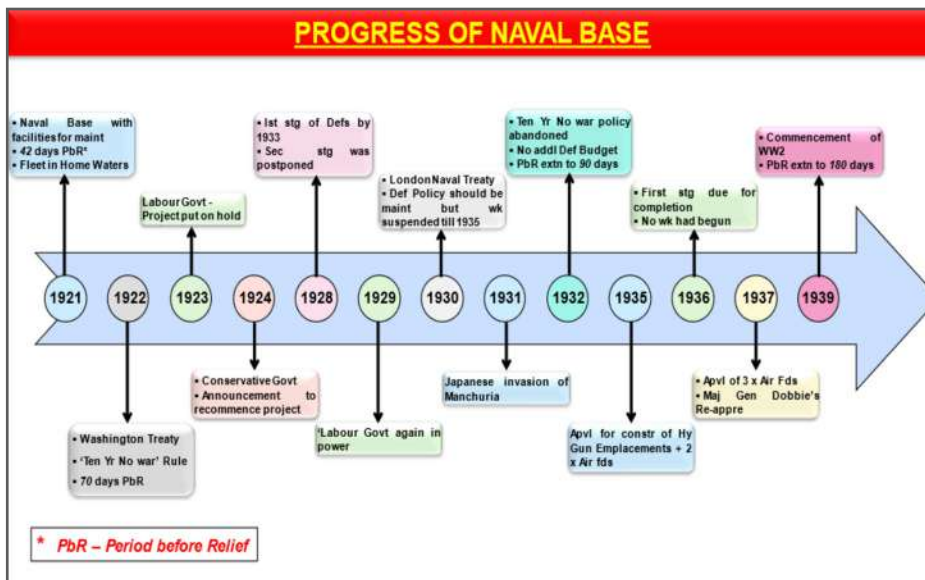 PROGRESS OF NAVAL BASE
▪ Naval Base with
facilities for maint
▪ 42 days PbR*
▪ Fleet in Home Waters
Labour Govt -
Project put on hold
▪ Ist stg of Defs by
1933
▪ Sec stg was
postponed
▪ London Naval Treaty
▪ Def Policy should be
maint but wk
suspended till 1935
▪ Ten Yr No war policy
abandoned
▪ No addl Def Budget
▪ PbR extn to 90 days
▪ First stg due for
completion
▪ No wk had begun
▪ Commencement of
WW2
▪ PbR extn to 180 days
1921
1922
1923
1924
1928
1929
1930
1931
1932
1935
1936
1937
1939
▪ Washington Treaty
▪ ‘Ten Yr No war’ Rule
▪ 70 days PbR
▪ Conservative Govt
▪ Announcement to
recommence project
‘Labour Govt again in
power
Japanese invasion of
Manchuria
Apvl for constr of Hy
Gun Emplacements + 2
x Air fds
▪ Apvl of 3 x Air Fds
▪ Maj Gen Dobbie's
Re-appre
* PbR – Period before Relief